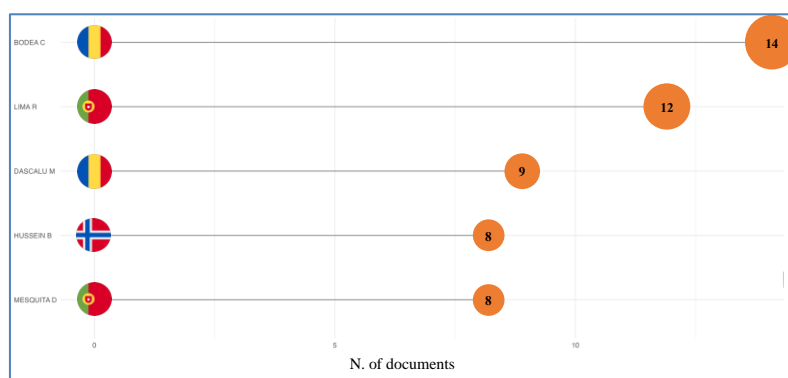 BODEA C
14
LIMA R
12
DASCALU M
9
HUSSEIN B
8
MESQUITA D
8
0 5 10
N. of documents